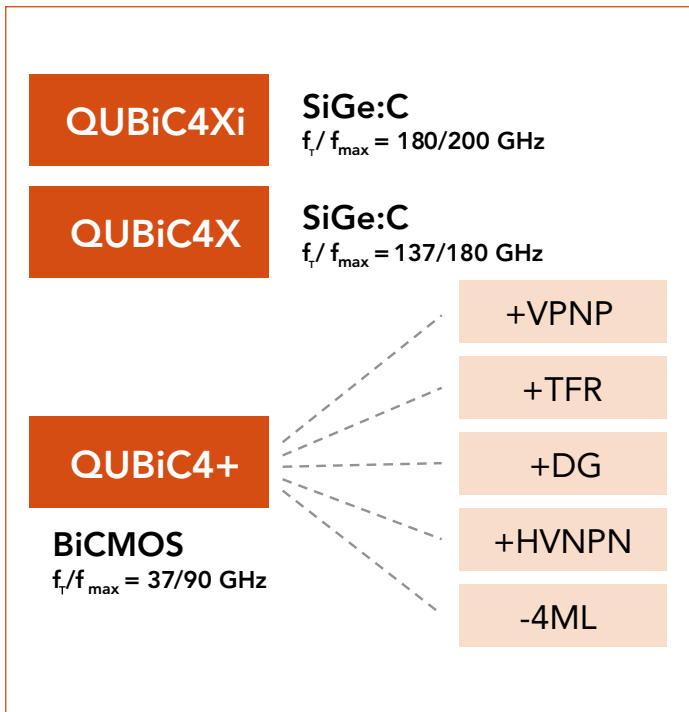 QUBiC4Xi
SiGe:C
fT/ fmax = 180/200 GHz
QUBiC4X
SiGe:C
fT/ fmax = 137/180 GHz
+VPNP
+TFR
QUBiC4+
+DG
BiCMOS
fT/f max = 37/90 GHz
+HVNPN
-4ML